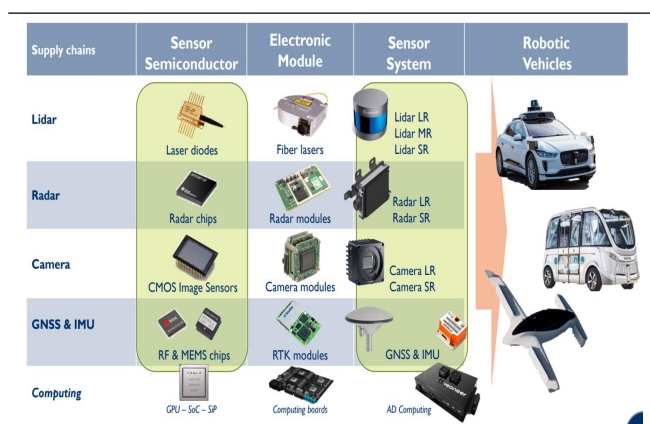 Supply chains
Sensor
Semiconductor
Electronic
Module
Sensor
System
Robotic
Vehicles
Lidar
Laser diodes
Fiber lasers
Lidar LR
Lidar MR
Lidar SR
Radar
Radar chips
Radar modules
Radar LR
Radar SR
Camera
CMOS Image Sensors
Camera modules
Camera LR
Camera SR
GNSS & IMU
RF & MEMS chips
RTK modules
GNSS & IMU
Computing
TESLA
GPU – SoC – SiP
Computing boards
AD Computing